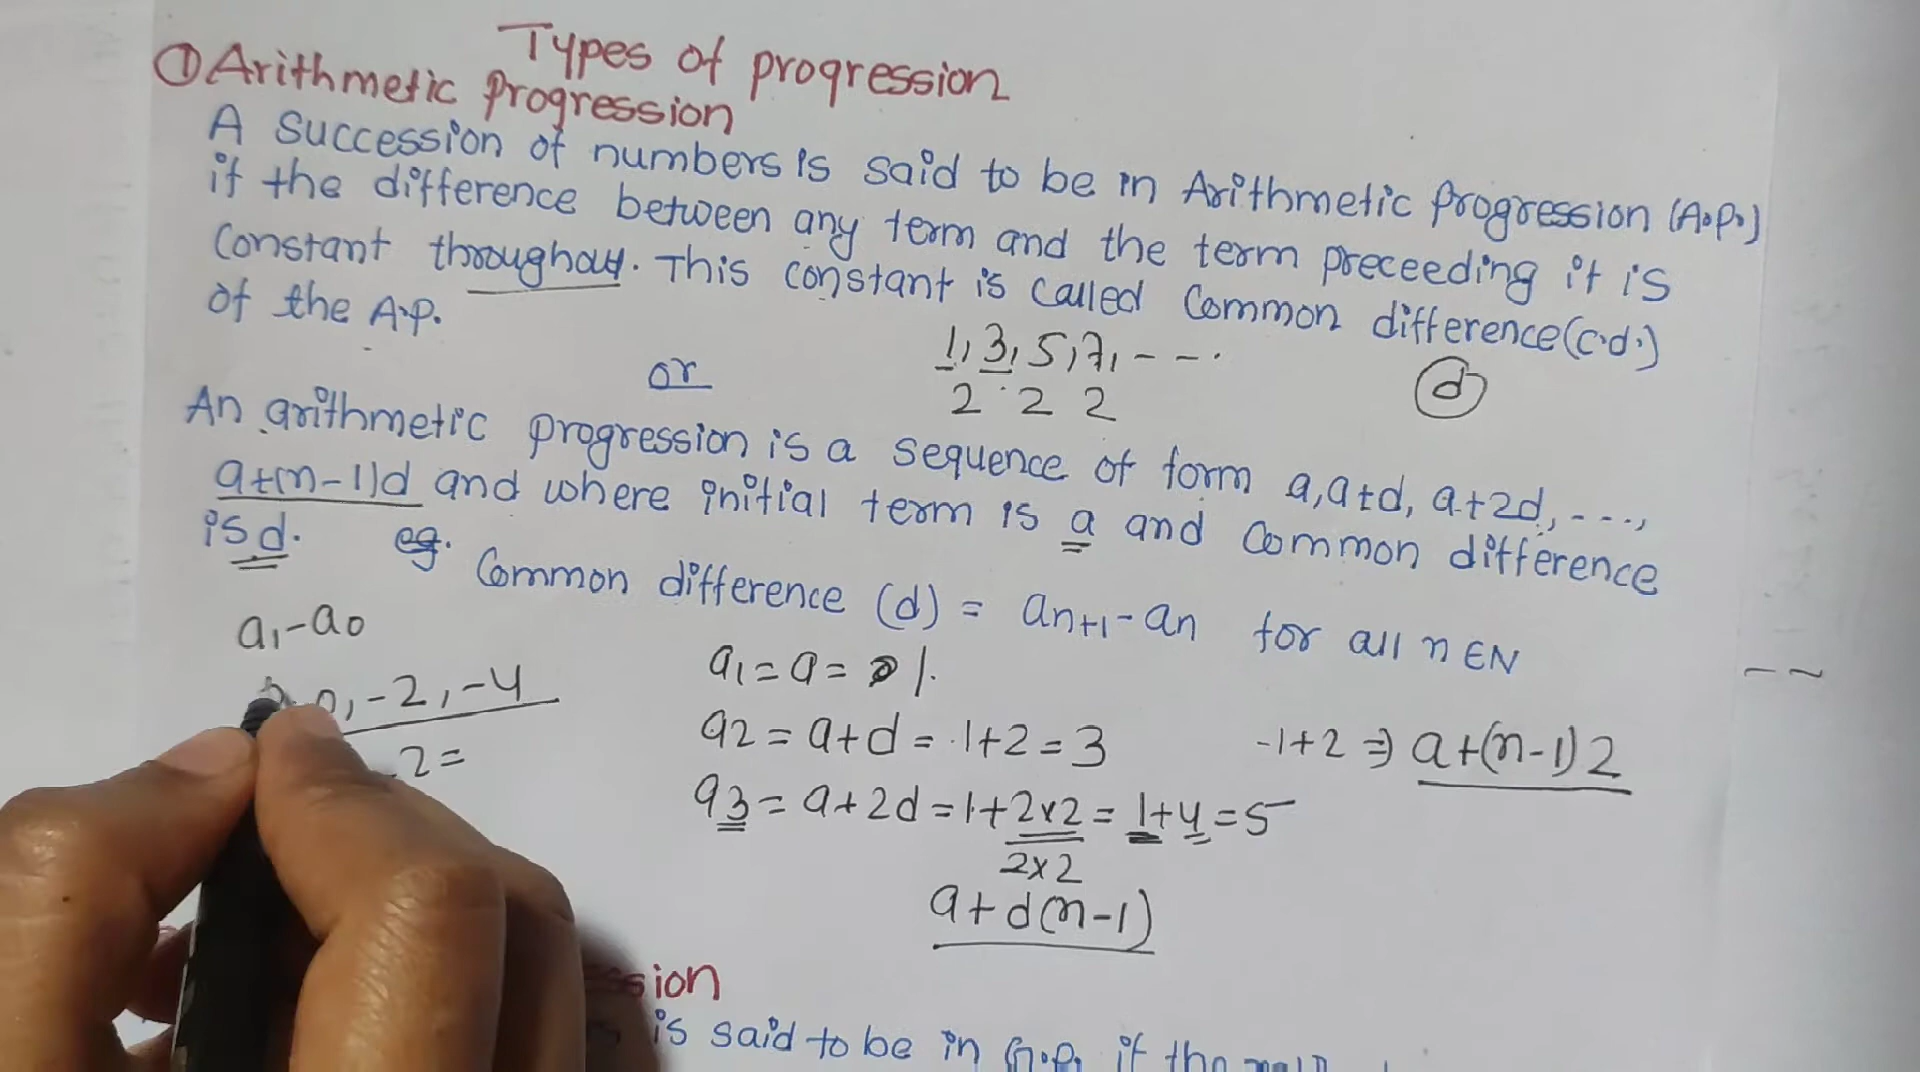 Types of progression
① Arithmetic progression
A succession of numbers is said to be in Arithmetic progression (A.P.)
if the difference between any term and the term preceeding it is
Constant throughout. This constant is called Common difference (c.d.)
of the A.P.
1, 3, 5, 7, - - -.
or
2 2 2
d
An arithmetic progression is a sequence of form a, a+d, a+2d, - - - .,
a+(n-1)d and where initial term is a and common difference
is d. eg.
Common difference (d) = an+1 - an for all n EN
a1 - a0
a1 = a = 1.
0, -2, -4
a2 = a+d = 1+2 = 3
-1+2 ⇒ a+(n-1)2
-2 =
a3 = a+2d = 1+2×2 = 1+4 = 5
2×2
a+d(n-1)
ssion
is said to be in G.P. if the